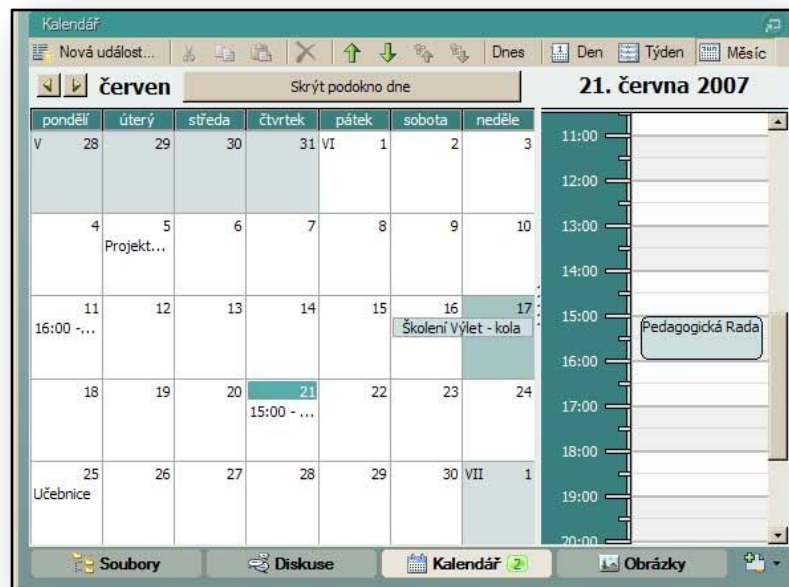 Kalendář
Nová událost... Dnes Den Týden Měsíc
červen Skrýt podokno dne 21. června 2007
pondělí úterý středa čtvrtek pátek sobota neděle
V 28 29 30 31 VI 1 2 3
4 5 6 7 8 9 10
Projekt...
11 12 13 14 15 16 17
16:00 -... Školení Výlet - kola
18 19 20 21 22 23 24
15:00 - ...
25 26 27 28 29 30 VII 1
Učebnice
11:00
12:00
13:00
14:00
15:00
Pedagogická Rada
16:00
17:00
18:00
19:00
20:00
Soubory Diskuse Kalendář 2 Obrázky